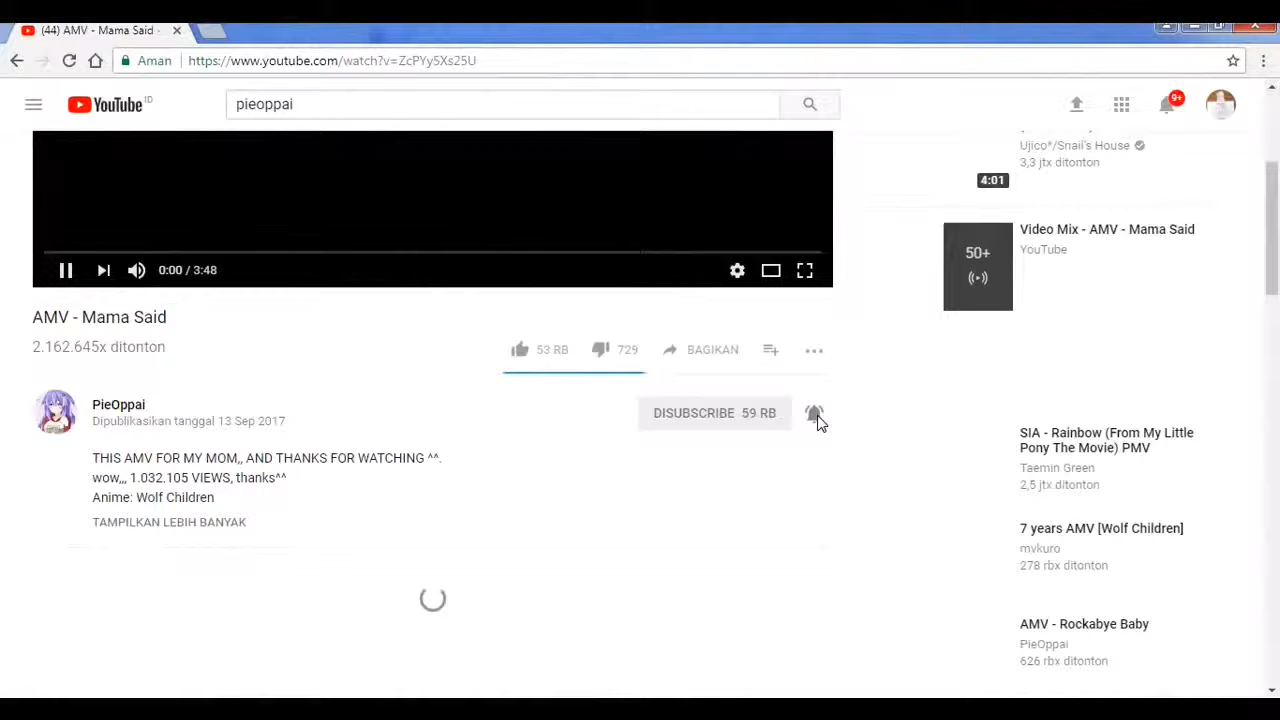 (44) AMV - Mama Said -
Aman
https://www.youtube.com/watch?v=ZcPYy5Xs25U
YouTube ID
pieoppai
9+
Ujico*/Snail's House
3,3 jtx ditonton
4:01
Video Mix - AMV - Mama Said
YouTube
50+
0:00 / 3:48
AMV - Mama Said
2.162.645x ditonton
53 RB
729
BAGIKAN
PieOppai
Dipublikasikan tanggal 13 Sep 2017
DISUBSCRIBE 59 RB
THIS AMV FOR MY MOM,, AND THANKS FOR WATCHING ^^.
wow,,, 1.032.105 VIEWS, thanks^^
Anime: Wolf Children
TAMPILKAN LEBIH BANYAK
SIA - Rainbow (From My Little
Pony The Movie) PMV
Taemin Green
2,5 jtx ditonton
7 years AMV [Wolf Children]
mvkuro
278 rbx ditonton
AMV - Rockabye Baby
PieOppai
626 rbx ditonton